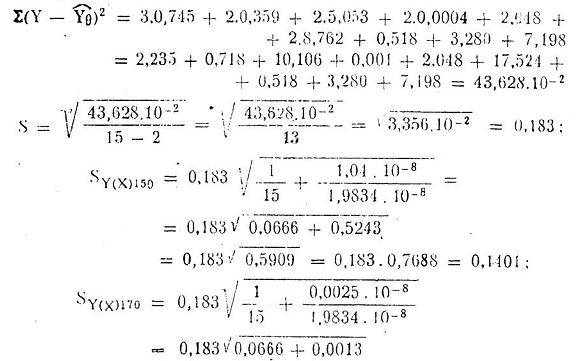 Σ(Y — Ŷθ)² = 3.0,745 + 2.0,359 + 2.5,053 + 2.0,0004 + 2,048 +
+ 2.8,762 + 0,518 + 3,280 + 7,198
= 2,235 + 0,718 + 10,106 + 0,001 + 2.048 + 17,524 +
+ 0,518 + 3,280 + 7,198 = 43,628.10⁻²
S = √(43,628.10⁻² / 15 — 2) = √(43,628.10⁻² / 13) = √3,356.10⁻² = 0,183;
S_Y(X)150 = 0,183 √(1/15 + 1,04 . 10⁻⁸ / 1,9834 . 10⁻⁸) =
= 0,183 √0,0666 + 0,5243
= 0,183 √0,5909 = 0,183.0,7688 = 0,1401;
S_Y(X)170 = 0,183 √(1/15 + 0,0025 . 10⁻⁸ / 1,9834 . 10⁻⁸)
= 0,183 √0,0666 + 0,0013